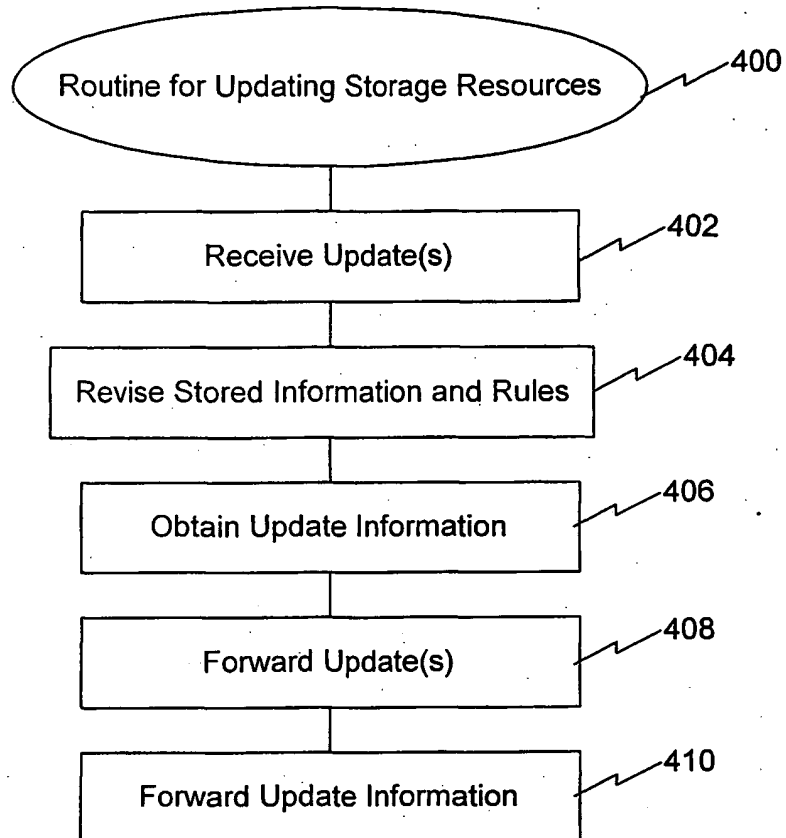 Routine for Updating Storage Resources
400
Receive Update(s)
402
Revise Stored Information and Rules
404
Obtain Update Information
406
Forward Update(s)
408
Forward Update Information
410